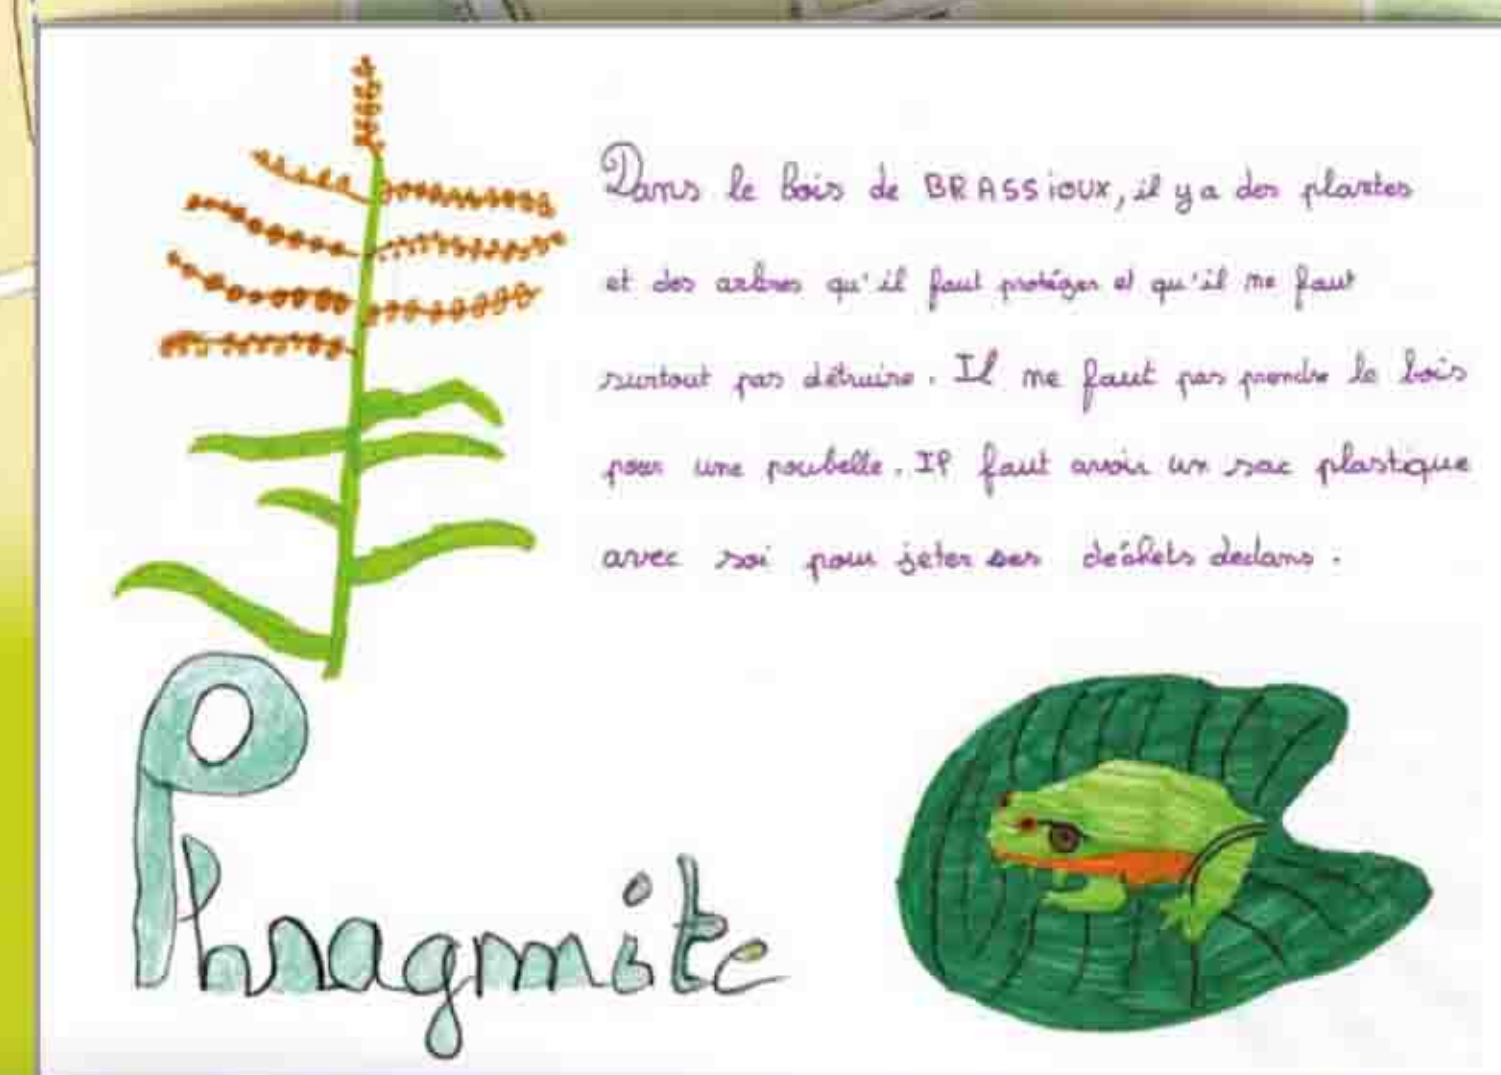 Dans le bois de BRASSIOUX, il y a des plantes
et des arbres qu'il faut protéger et qu'il ne faut
surtout pas détruire. Il ne faut pas prendre le bois
pour une poubelle. Il faut avoir un sac plastique
avec soi pour jeter ses déchets dedans.
Phragmite